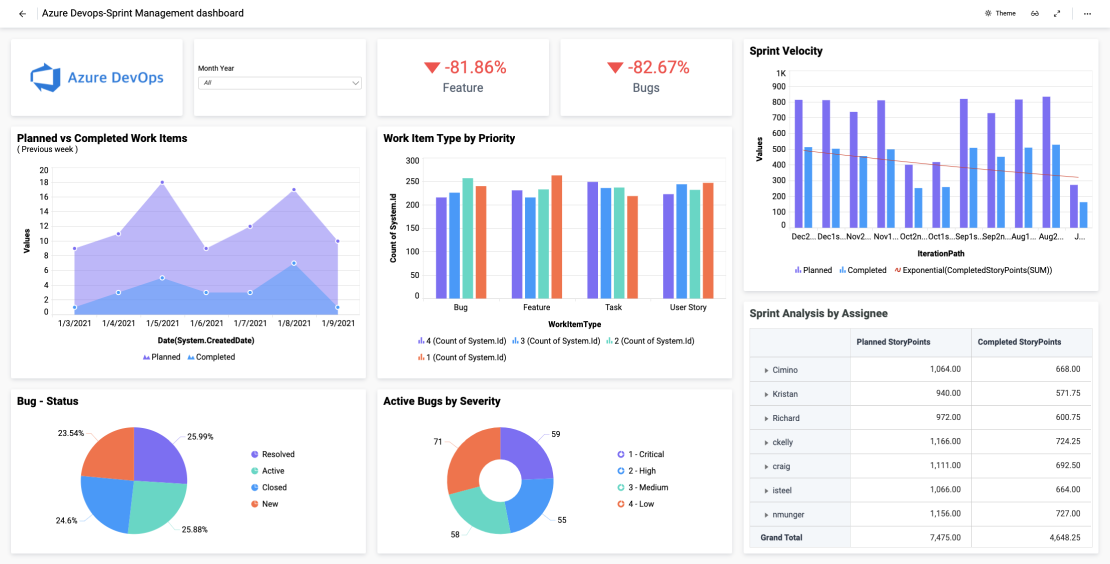 Azure Devops-Sprint Management dashboard
Theme
Azure DevOps
Month Year
All
-81.86%
Feature
-82.67%
Bugs
Sprint Velocity
1K
900
800
700
600
500
400
300
200
100
0
Values
Dec2... Dec1s... Nov2... Nov1... Oct2n... Oct1s... Sep1s... Sep2n... Aug1... Aug2... J...
IterationPath
Planned Completed Exponential(CompletedStoryPoints(SUM))
Planned vs Completed Work Items
( Previous week )
20
18
16
14
12
10
8
6
4
2
0
Values
1/3/2021 1/4/2021 1/5/2021 1/6/2021 1/7/2021 1/8/2021 1/9/2021
Date(System.CreatedDate)
Planned Completed
Work Item Type by Priority
300
250
200
150
100
50
0
Count of System.Id
Bug Feature Task User Story
WorkItemType
4 (Count of System.Id) 3 (Count of System.Id) 2 (Count of System.Id)
1 (Count of System.Id)
Sprint Analysis by Assignee
Planned StoryPoints Completed StoryPoints
Cimino 1,064.00 668.00
Kristan 940.00 571.75
Richard 972.00 600.75
ckelly 1,166.00 724.25
craig 1,111.00 692.50
isteel 1,066.00 664.00
nmunger 1,156.00 727.00
Grand Total 7,475.00 4,648.25
Bug - Status
23.54%
25.99%
24.6%
25.88%
Resolved
Active
Closed
New
Active Bugs by Severity
71
59
58
55
1 - Critical
2 - High
3 - Medium
4 - Low